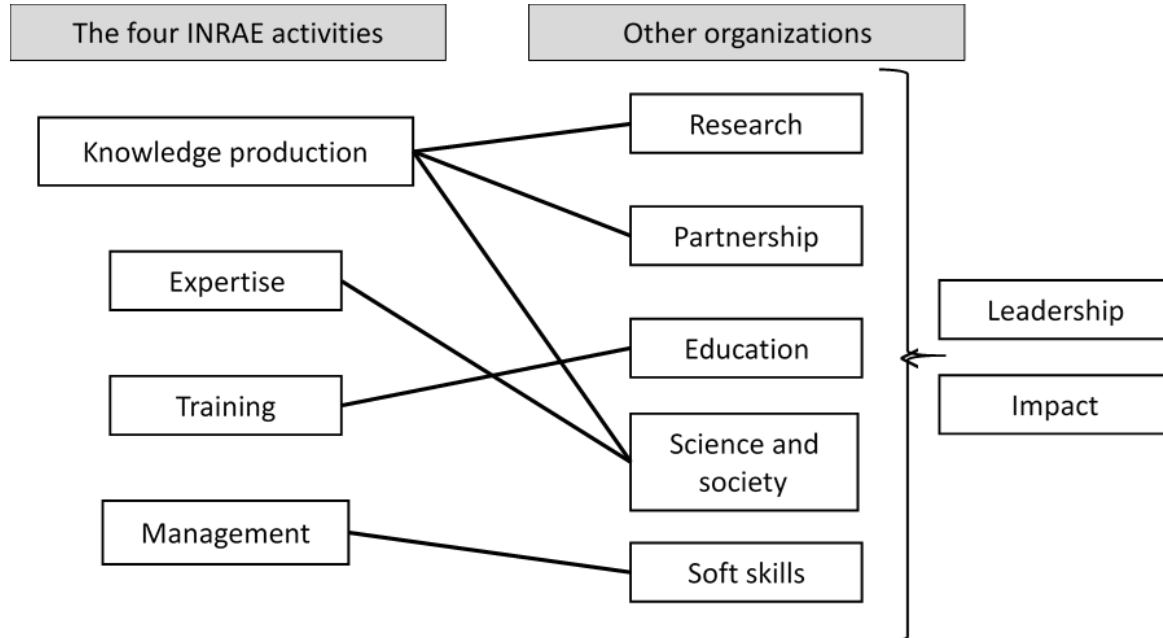 The four INRAE activities
Other organizations
Knowledge production
Expertise
Training
Management
Research
Partnership
Education
Science and
society
Soft skills
Leadership
Impact